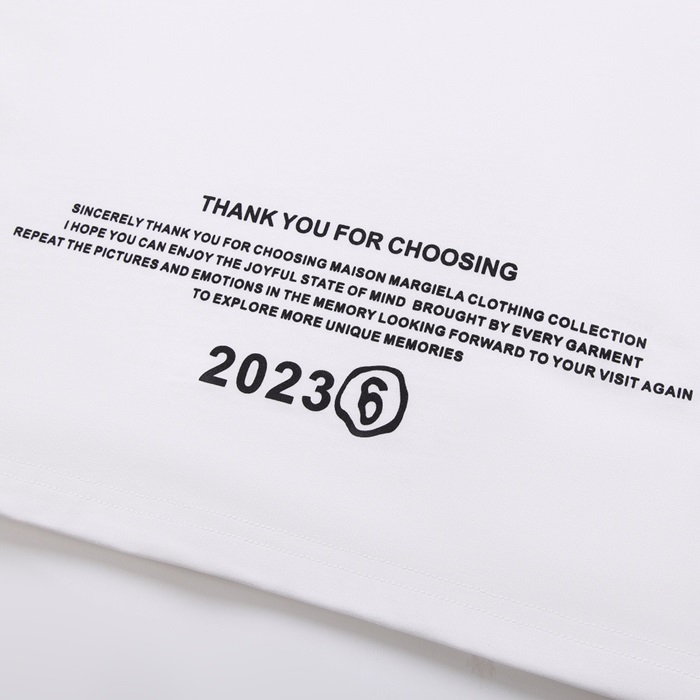 THANK YOU FOR CHOOSING
SINCERELY THANK YOU FOR CHOOSING MAISON MARGIELA CLOTHING COLLECTION
I HOPE YOU CAN ENJOY THE JOYFUL STATE OF MIND BROUGHT BY EVERY GARMENT
REPEAT THE PICTURES AND EMOTIONS IN THE MEMORY LOOKING FORWARD TO YOUR VISIT AGAIN
TO EXPLORE MORE UNIQUE MEMORIES
2023⑥